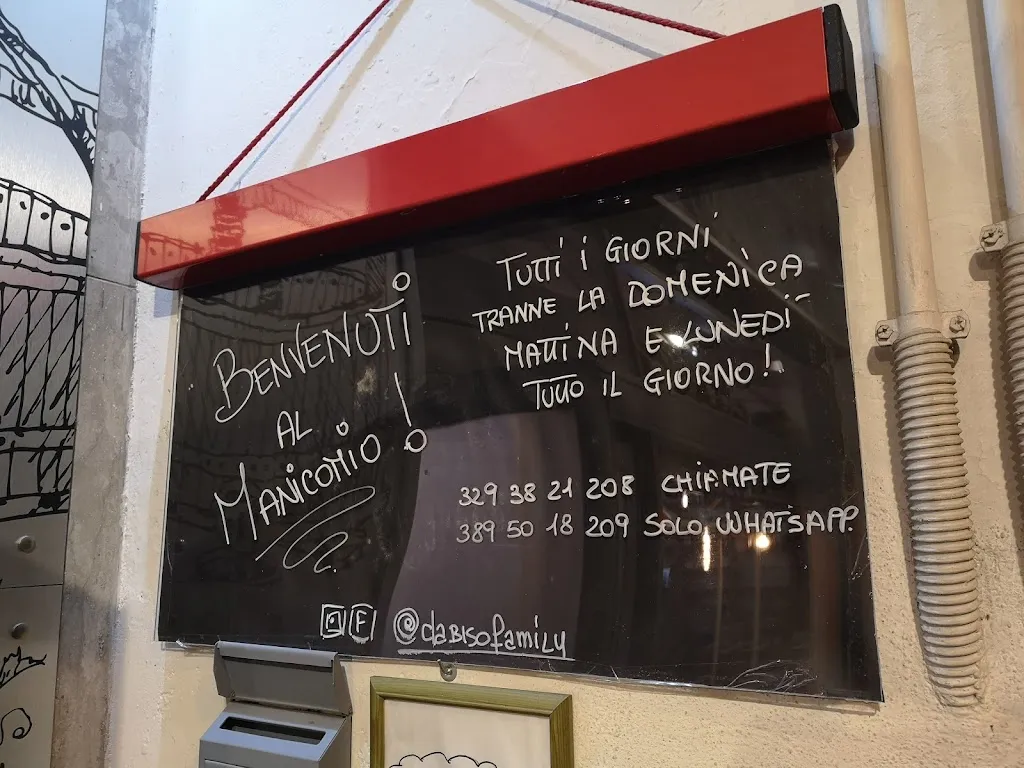 BENVENUTI
AL
MANICOMIO!
TUTTI I GIORNI
TRANNE LA DOMENICA
MATTINA E LUNEDÌ
TUTTO IL GIORNO!
329 38 21 208 CHIAMATE
389 50 18 209 SOLO WHATSAPP
F @dabisofamily